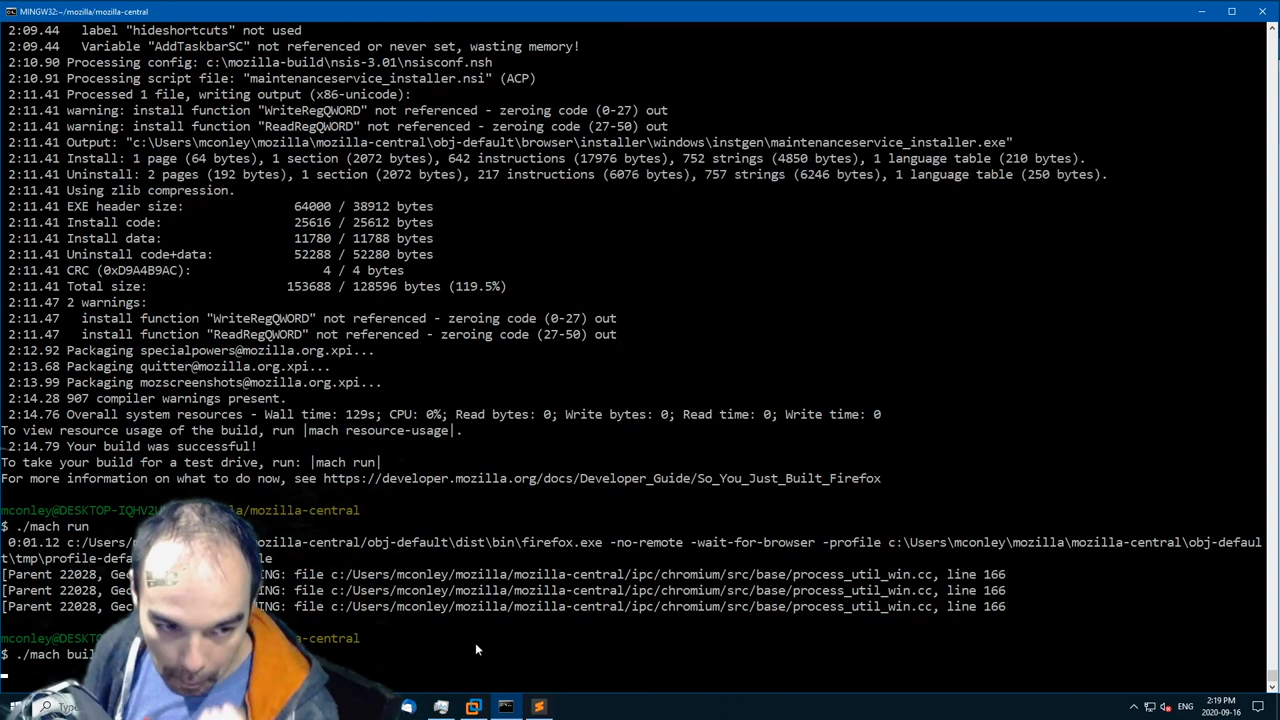 MINGW32:~/mozilla/mozilla-central
2:09.44 label "hideshortcuts" not used
2:09.44 Variable "AddTaskbarSC" not referenced or never set, wasting memory!
2:10.90 Processing config: c:\mozilla-build\nsis-3.01\nsisconf.nsh
2:10.91 Processing script file: "maintenanceservice_installer.nsi" (ACP)
2:11.41 Processed 1 file, writing output (x86-unicode):
2:11.41 warning: install function "WriteRegQWORD" not referenced - zeroing code (0-27) out
2:11.41 warning: install function "ReadRegQWORD" not referenced - zeroing code (27-50) out
2:11.41 Output: "c:\Users\mconley\mozilla\mozilla-central\obj-default\browser\installer\windows\instgen\maintenanceservice_installer.exe"
2:11.41 Install: 1 page (64 bytes), 1 section (2072 bytes), 642 instructions (17976 bytes), 752 strings (4850 bytes), 1 language table (210 bytes).
2:11.41 Uninstall: 2 pages (192 bytes), 1 section (2072 bytes), 217 instructions (6076 bytes), 757 strings (6246 bytes), 1 language table (250 bytes).
2:11.41 Using zlib compression.
2:11.41 EXE header size: 64000 / 38912 bytes
2:11.41 Install code: 25616 / 25612 bytes
2:11.41 Install data: 11780 / 11788 bytes
2:11.41 Uninstall code+data: 52288 / 52280 bytes
2:11.41 CRC (0xD9A4B9AC): 4 / 4 bytes
2:11.41 Total size: 153688 / 128596 bytes (119.5%)
2:11.47 2 warnings:
2:11.47 install function "WriteRegQWORD" not referenced - zeroing code (0-27) out
2:11.47 install function "ReadRegQWORD" not referenced - zeroing code (27-50) out
2:12.92 Packaging specialpowers@mozilla.org.xpi...
2:13.68 Packaging quitter@mozilla.org.xpi...
2:13.99 Packaging mozscreenshots@mozilla.org.xpi...
2:14.28 907 compiler warnings present.
2:14.76 Overall system resources - Wall time: 129s; CPU: 0%; Read bytes: 0; Write bytes: 0; Read time: 0; Write time: 0
To view resource usage of the build, run |mach resource-usage|.
2:14.79 Your build was successful!
To take your build for a test drive, run: |mach run|
For more information on what to do now, see https://developer.mozilla.org/docs/Developer_Guide/So_You_Just_Built_Firefox
mconley@DESKTOP-IQHV2U /mozilla-central
$ ./mach run
0:01.12 c:/Users/mco ozilla-central/obj-default\dist\bin\firefox.exe -no-remote -wait-for-browser -profile c:\Users\mconley\mozilla\mozilla-central\obj-defaul
t\tmp\profile-defa le
[Parent 22028, Gec NG: file c:/Users/mconley/mozilla/mozilla-central/ipc/chromium/src/base/process_util_win.cc, line 166
[Parent 22028, Gec NG: file c:/Users/mconley/mozilla/mozilla-central/ipc/chromium/src/base/process_util_win.cc, line 166
[Parent 22028, Gec NG: file c:/Users/mconley/mozilla/mozilla-central/ipc/chromium/src/base/process_util_win.cc, line 166
mconley@DESK -central
$ ./mach buil
Type
ENG
2:19 PM
2020-09-16